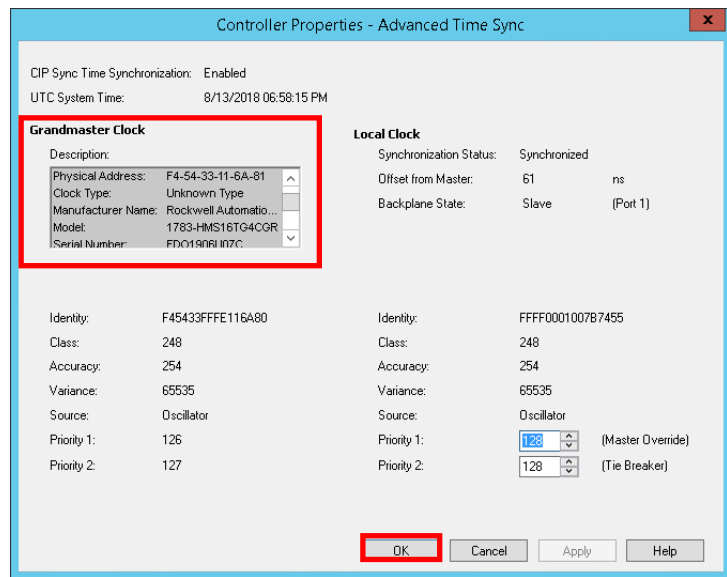 Controller Properties - Advanced Time Sync
x
CIP Sync Time Synchronization: Enabled
UTC System Time: 8/13/2018 06:58:15 PM
Grandmaster Clock
Description:
Physical Address: F4-54-33-11-6A-81
Clock Type: Unknown Type
Manufacturer Name: Rockwell Automatio...
Model: 1783-HMS16TG4CGR
Serial Number: FDO1906U07C
Local Clock
Synchronization Status: Synchronized
Offset from Master: 61 ns
Backplane State: Slave (Port 1)
Identity: F45433FFFE116A80
Class: 248
Accuracy: 254
Variance: 65535
Source: Oscillator
Priority 1: 126
Priority 2: 127
Identity: FFFF0001007B7455
Class: 248
Accuracy: 254
Variance: 65535
Source: Oscillator
Priority 1: 128 (Master Override)
Priority 2: 128 (Tie Breaker)
OK Cancel Apply Help